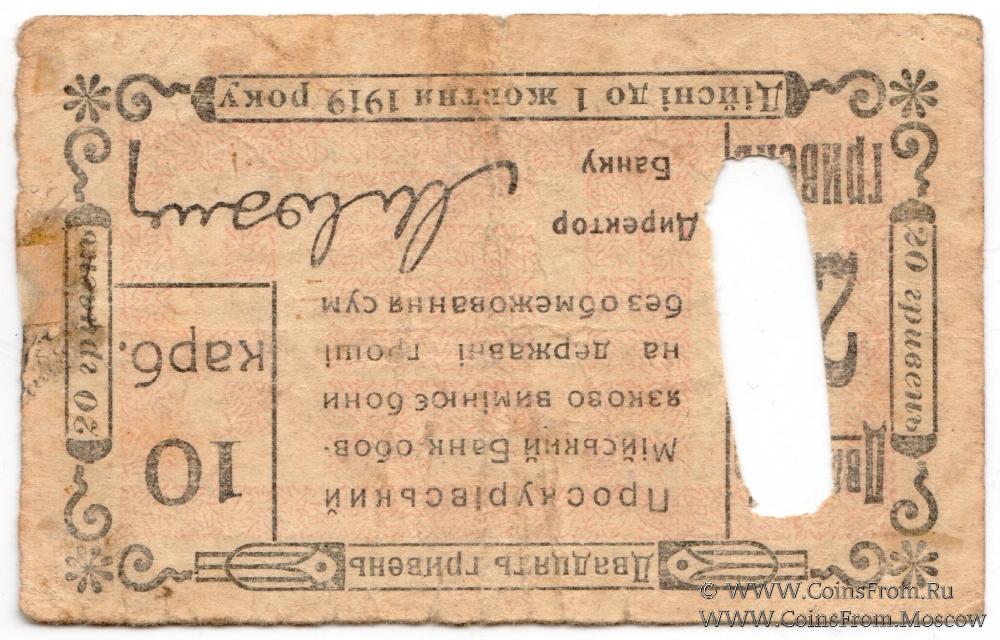 Двадцять гривень
Проскурівський
Міський Банк обов-
язково вимінює бони
на державні гроші
без обмежовання сум
Директор
Банку
10
карб.
гривень
20 гривень
20 гривень
Дійсні до 1 жовтня 1919 року
© WWW.CoinsFrom.Ru
WWW.CoinsFrom.Moscow